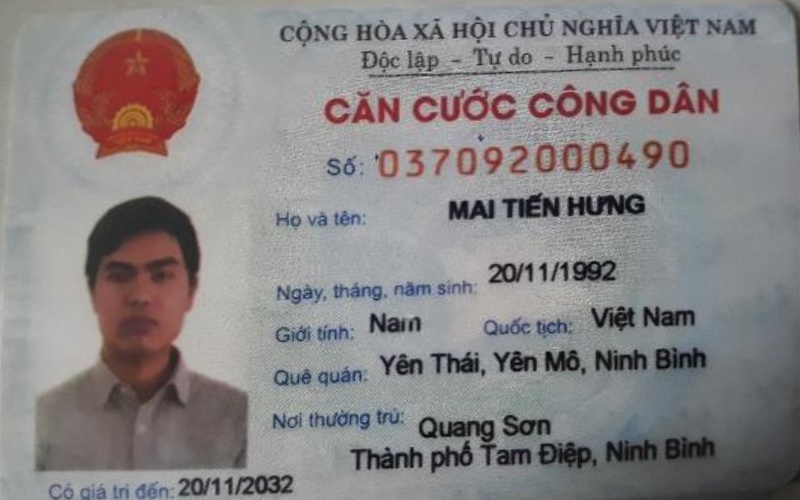 CỘNG HÒA XÃ HỘI CHỦ NGHĨA VIỆT NAM
Độc lập - Tự do - Hạnh phúc
CĂN CƯỚC CÔNG DÂN
Số: 037092000490
Họ và tên: MAI TIẾN HƯNG
Ngày, tháng, năm sinh: 20/11/1992
Giới tính: Nam Quốc tịch: Việt Nam
Quê quán: Yên Thái, Yên Mô, Ninh Bình
Nơi thường trú: Quang Sơn
Thành phố Tam Điệp, Ninh Bình
Có giá trị đến: 20/11/2032